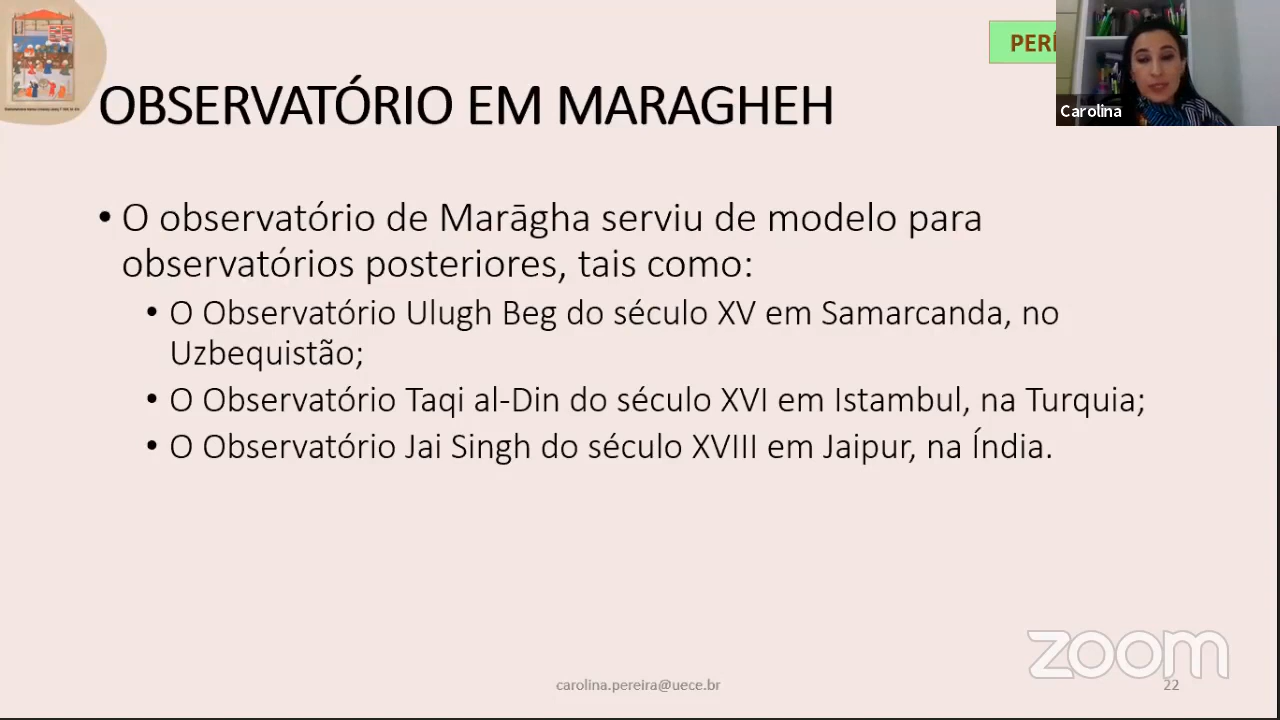 PERÍ
Carolina
OBSERVATÓRIO EM MARAGHEH
• O observatório de Marāgha serviu de modelo para
observatórios posteriores, tais como:
• O Observatório Ulugh Beg do século XV em Samarcanda, no
Uzbequistão;
• O Observatório Taqi al-Din do século XVI em Istambul, na Turquia;
• O Observatório Jai Singh do século XVIII em Jaipur, na Índia.
zoom
carolina.pereira@uece.br
22